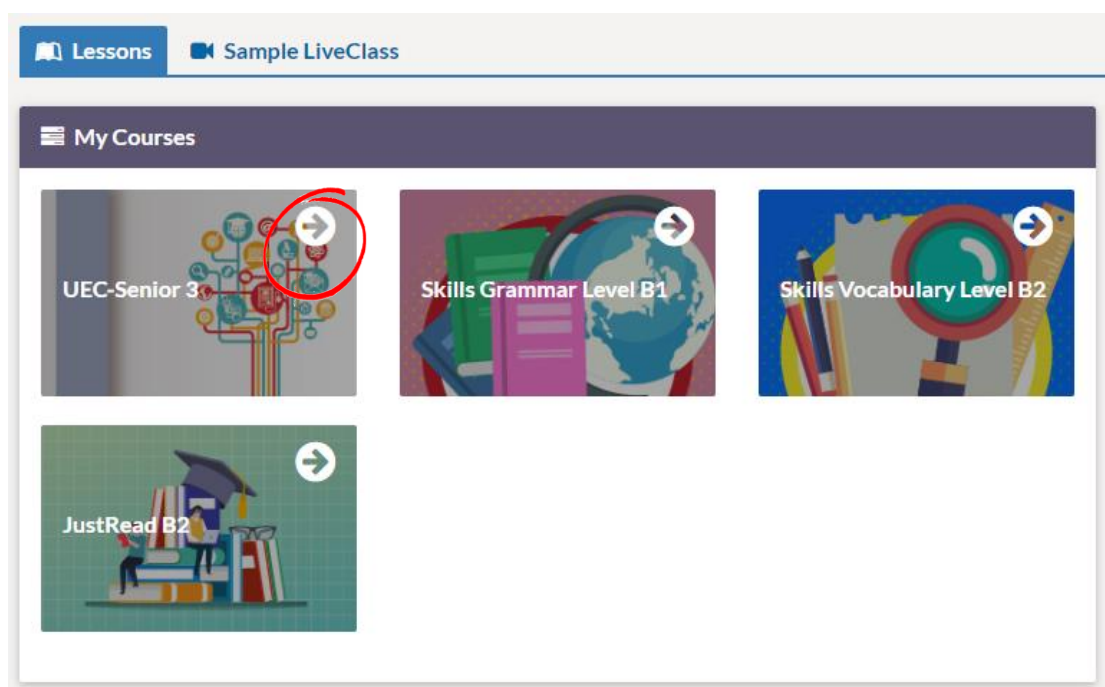 Lessons
Sample LiveClass
My Courses
UEC-Senior 3
Skills Grammar Level B1
Skills Vocabulary Level B2
JustRead B2